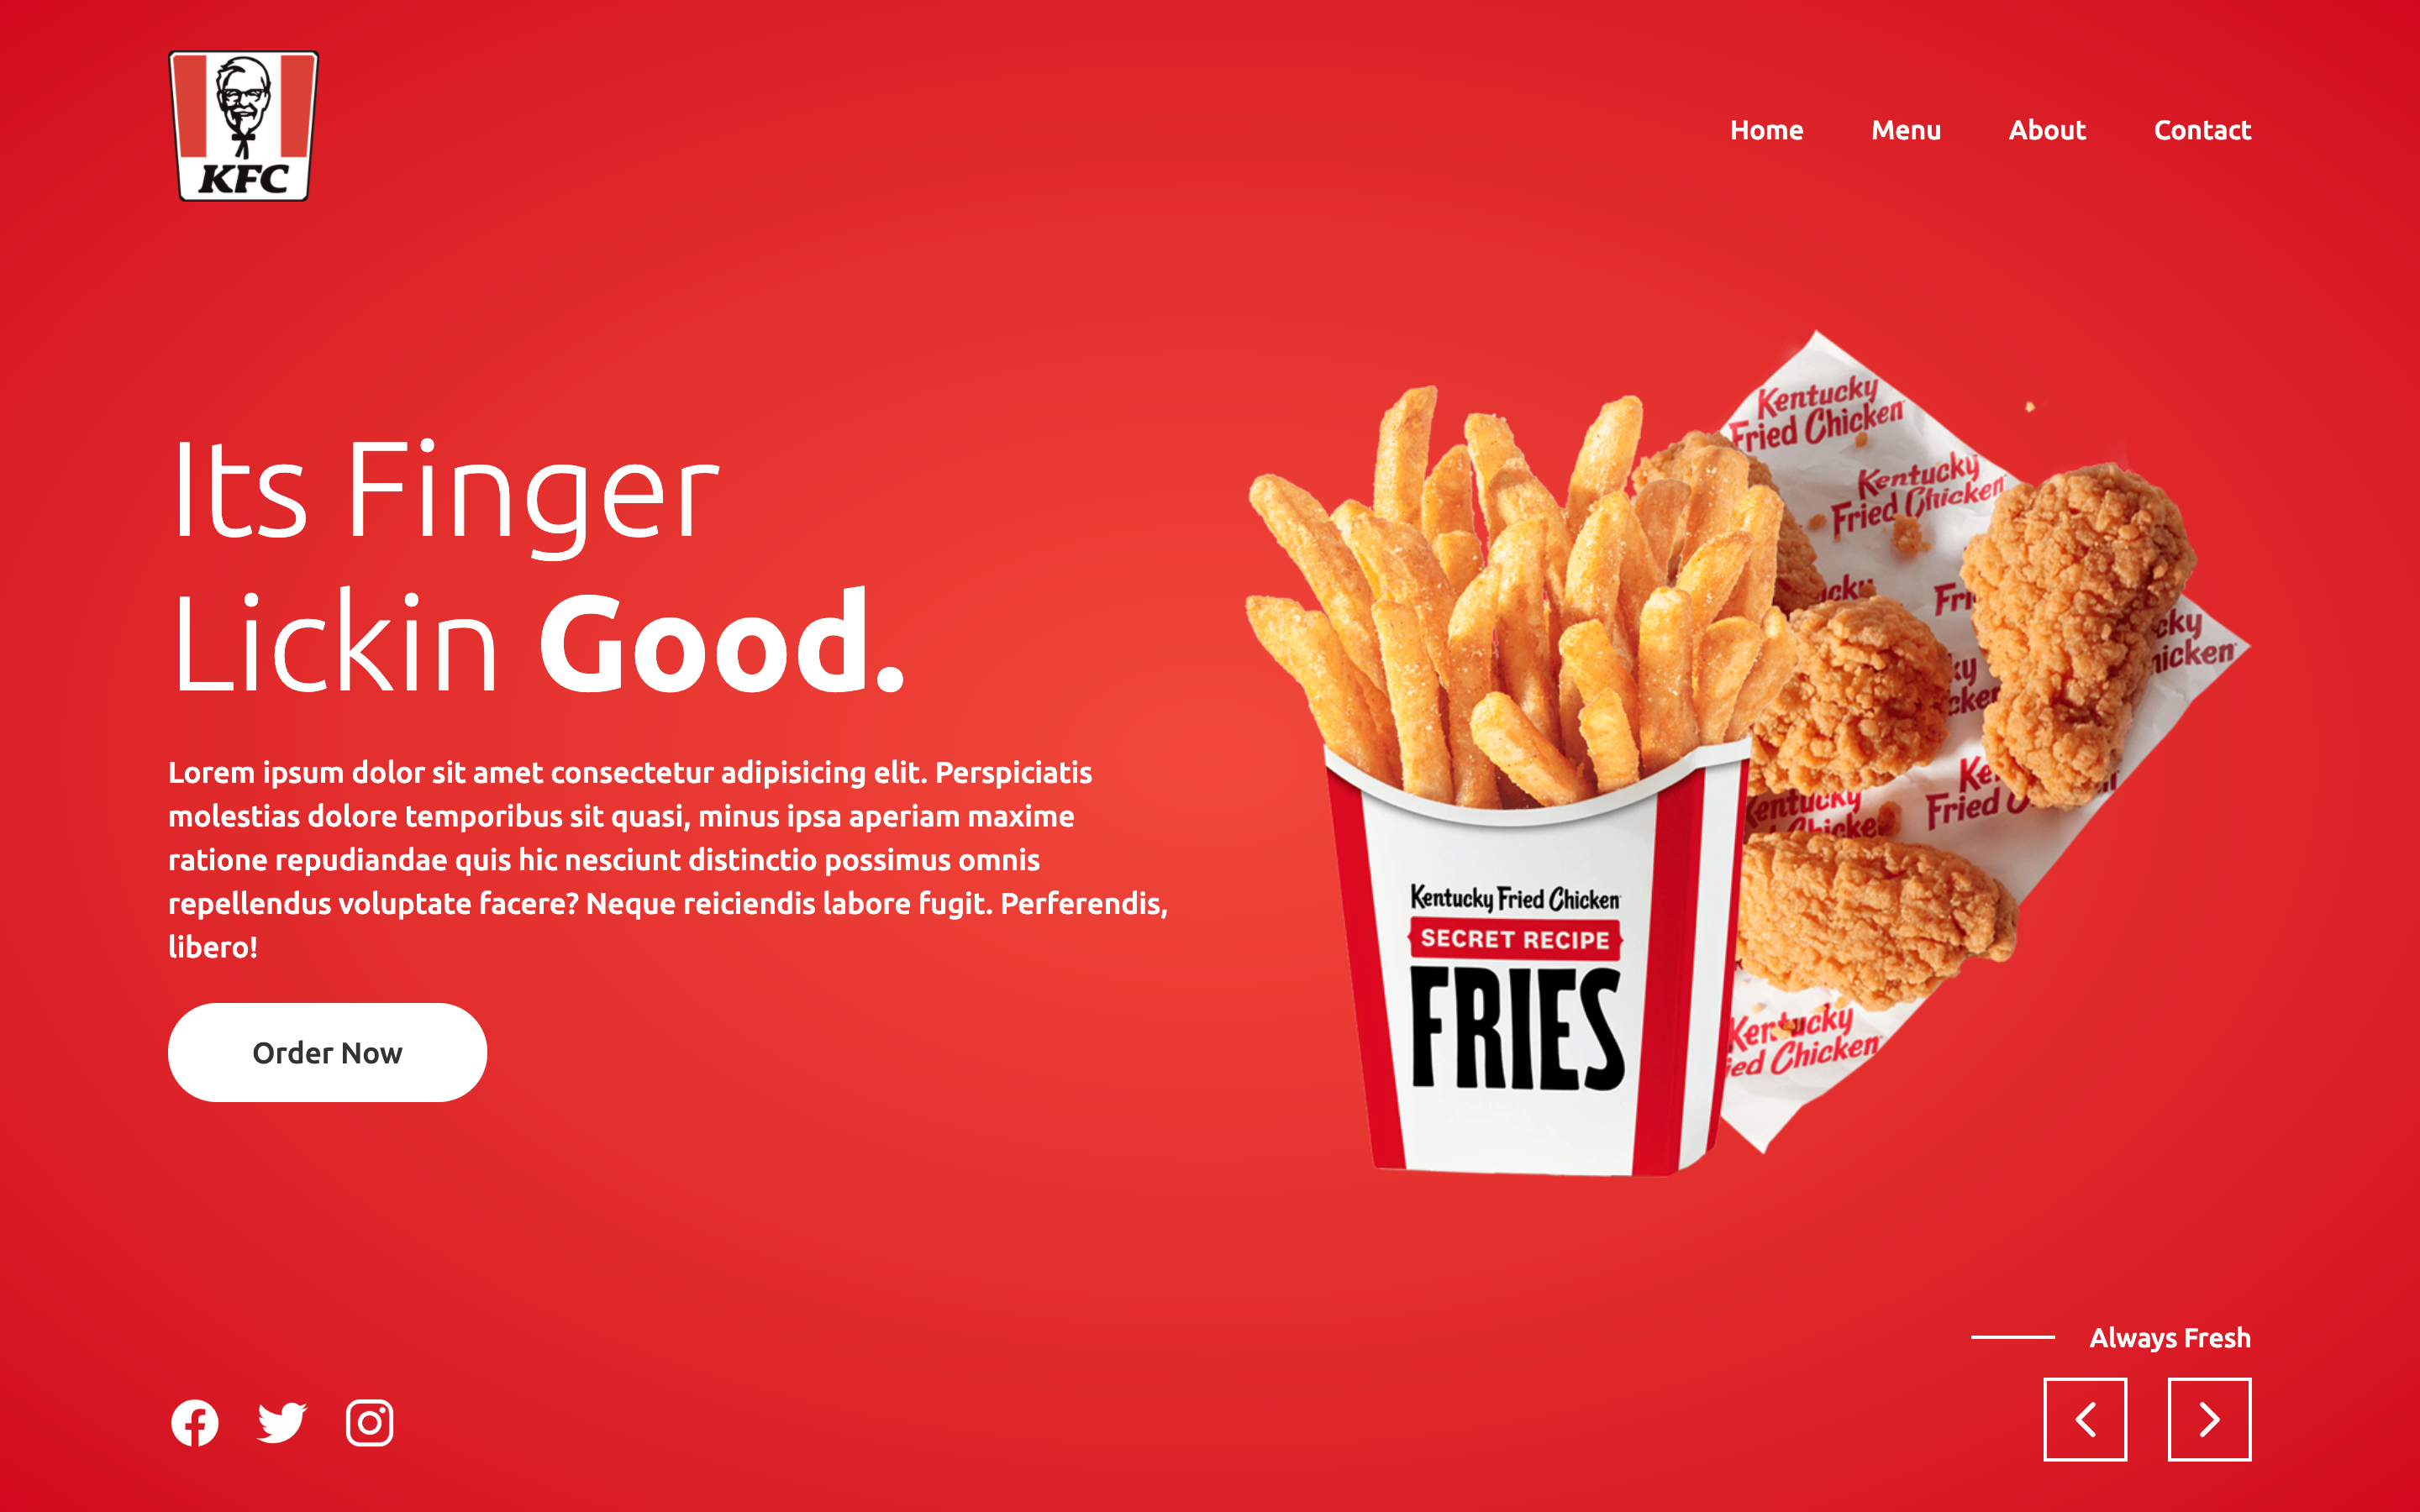 KFC
Home Menu About Contact
Its Finger
Lickin Good.
Lorem ipsum dolor sit amet consectetur adipisicing elit. Perspiciatis
molestias dolore temporibus sit quasi, minus ipsa aperiam maxime
ratione repudiandae quis hic nesciunt distinctio possimus omnis
repellendus voluptate facere? Neque reiciendis labore fugit. Perferendis,
libero!
Order Now
Kentucky
Fried Chicken
Kentucky
Fried Chicken
Kentucky Fried Chicken
SECRET RECIPE
FRIES
Kentucky
Chicken
Always Fresh